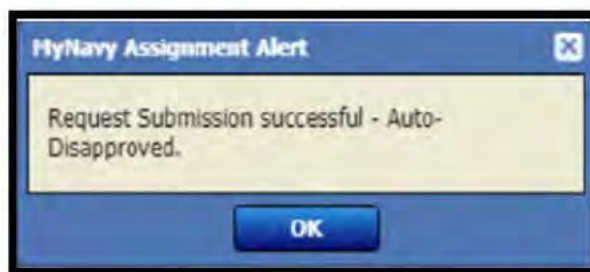 MyNavy Assignment Alert
Request Submission successful - Auto-
Disapproved.
OK